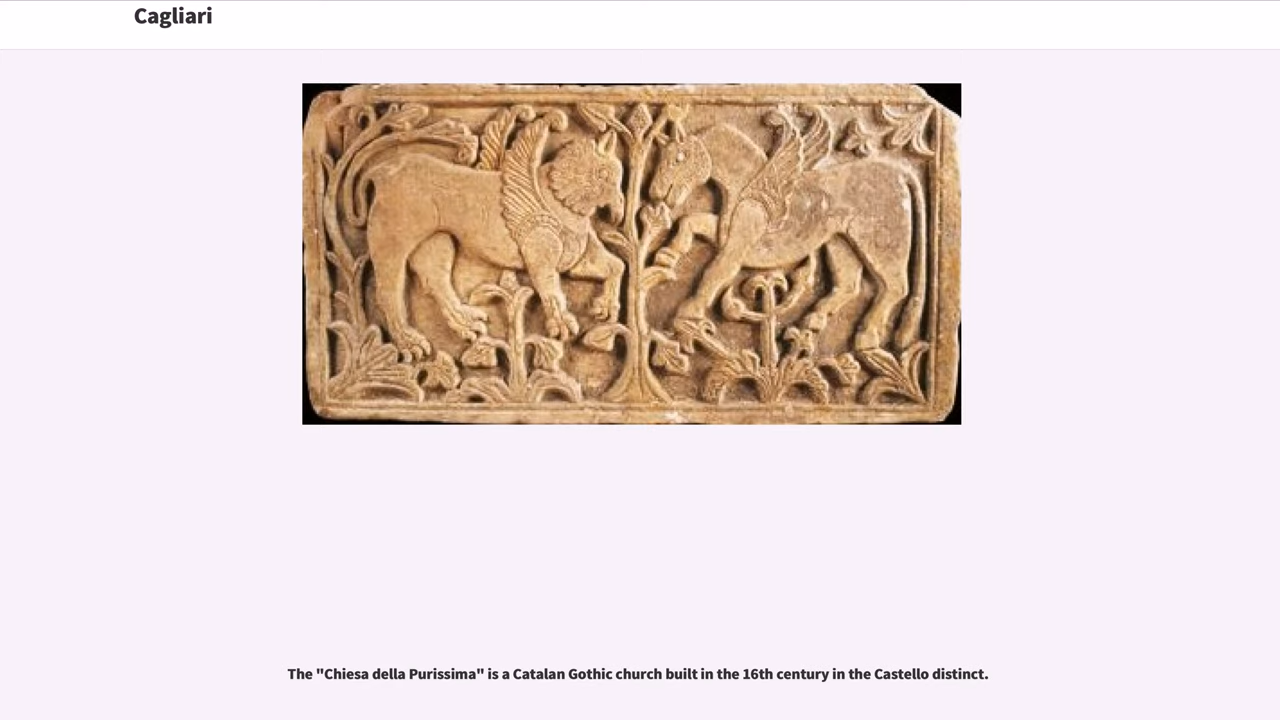 Cagliari
The "Chiesa della Purissima" is a Catalan Gothic church built in the 16th century in the Castello distinct.